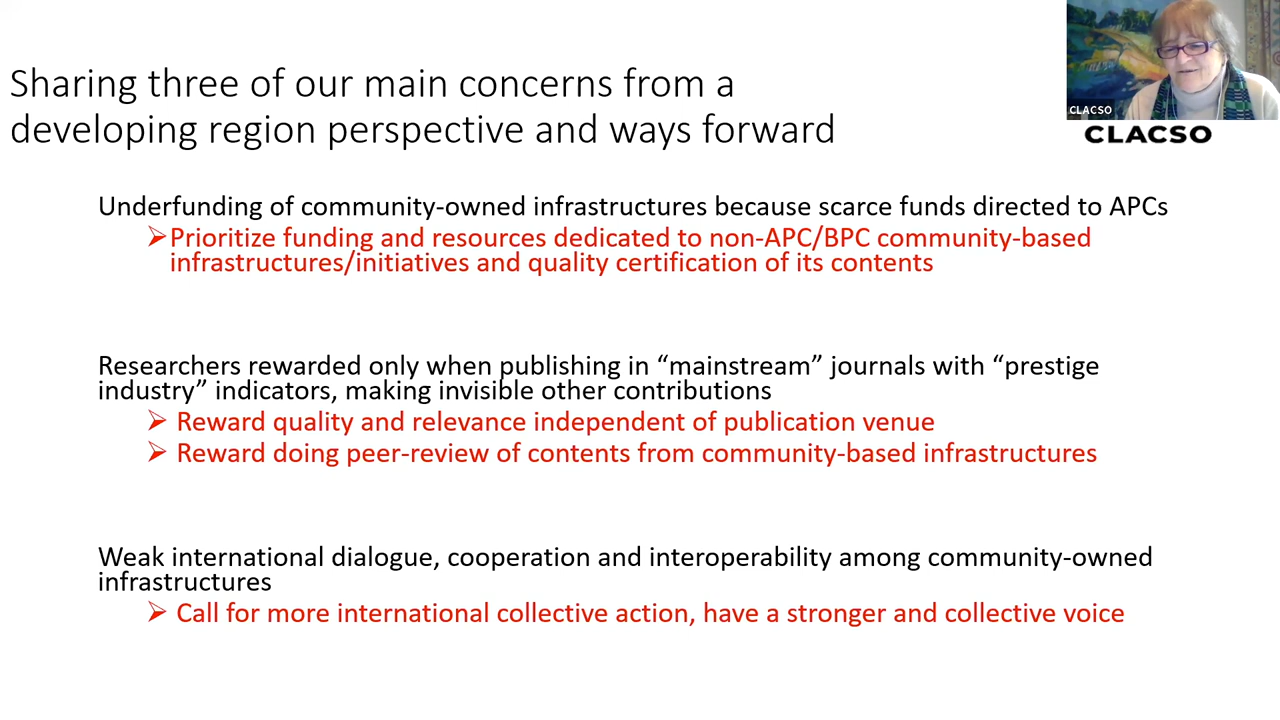 Sharing three of our main concerns from a
developing region perspective and ways forward
CLACSO
CLACSO
Underfunding of community-owned infrastructures because scarce funds directed to APCs
➢Prioritize funding and resources dedicated to non-APC/BPC community-based
infrastructures/initiatives and quality certification of its contents
Researchers rewarded only when publishing in “mainstream” journals with “prestige
industry” indicators, making invisible other contributions
➢ Reward quality and relevance independent of publication venue
➢ Reward doing peer-review of contents from community-based infrastructures
Weak international dialogue, cooperation and interoperability among community-owned
infrastructures
➢ Call for more international collective action, have a stronger and collective voice